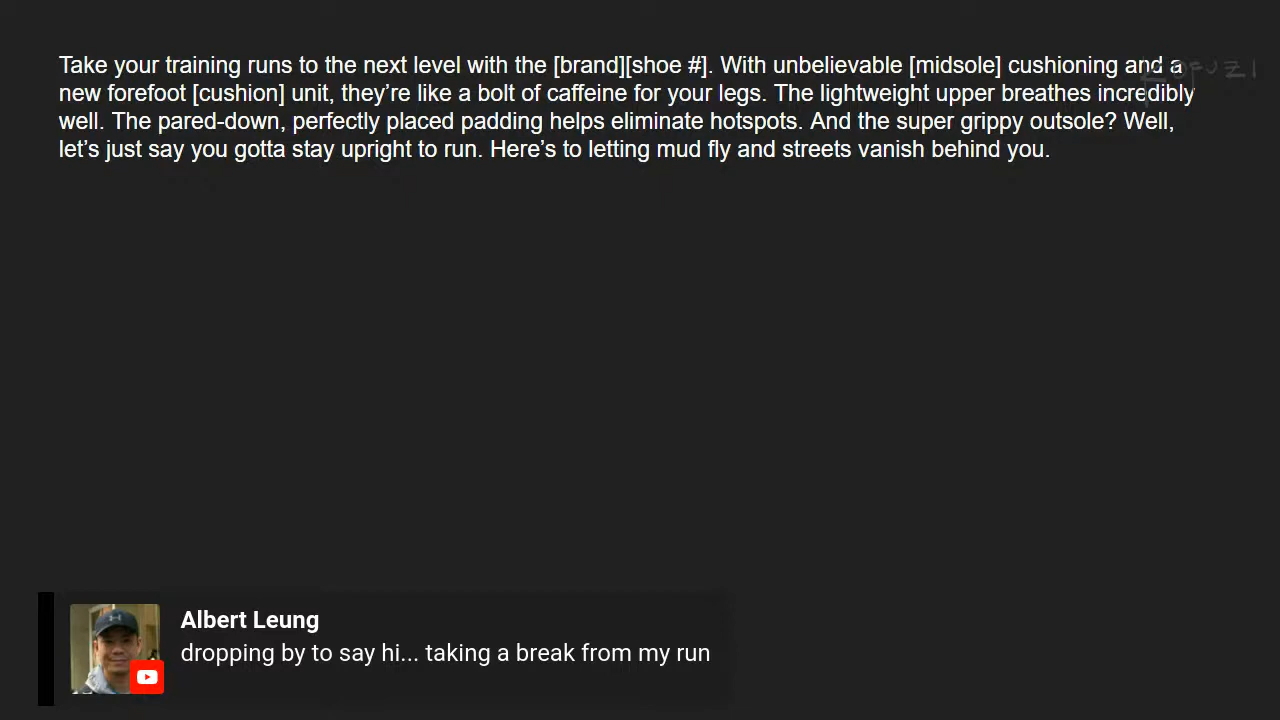 Take your training runs to the next level with the [brand][shoe #]. With unbelievable [midsole] cushioning and a
new forefoot [cushion] unit, they’re like a bolt of caffeine for your legs. The lightweight upper breathes incredibly
well. The pared-down, perfectly placed padding helps eliminate hotspots. And the super grippy outsole? Well,
let’s just say you gotta stay upright to run. Here’s to letting mud fly and streets vanish behind you.
KOFUZI
Albert Leung
dropping by to say hi... taking a break from my run